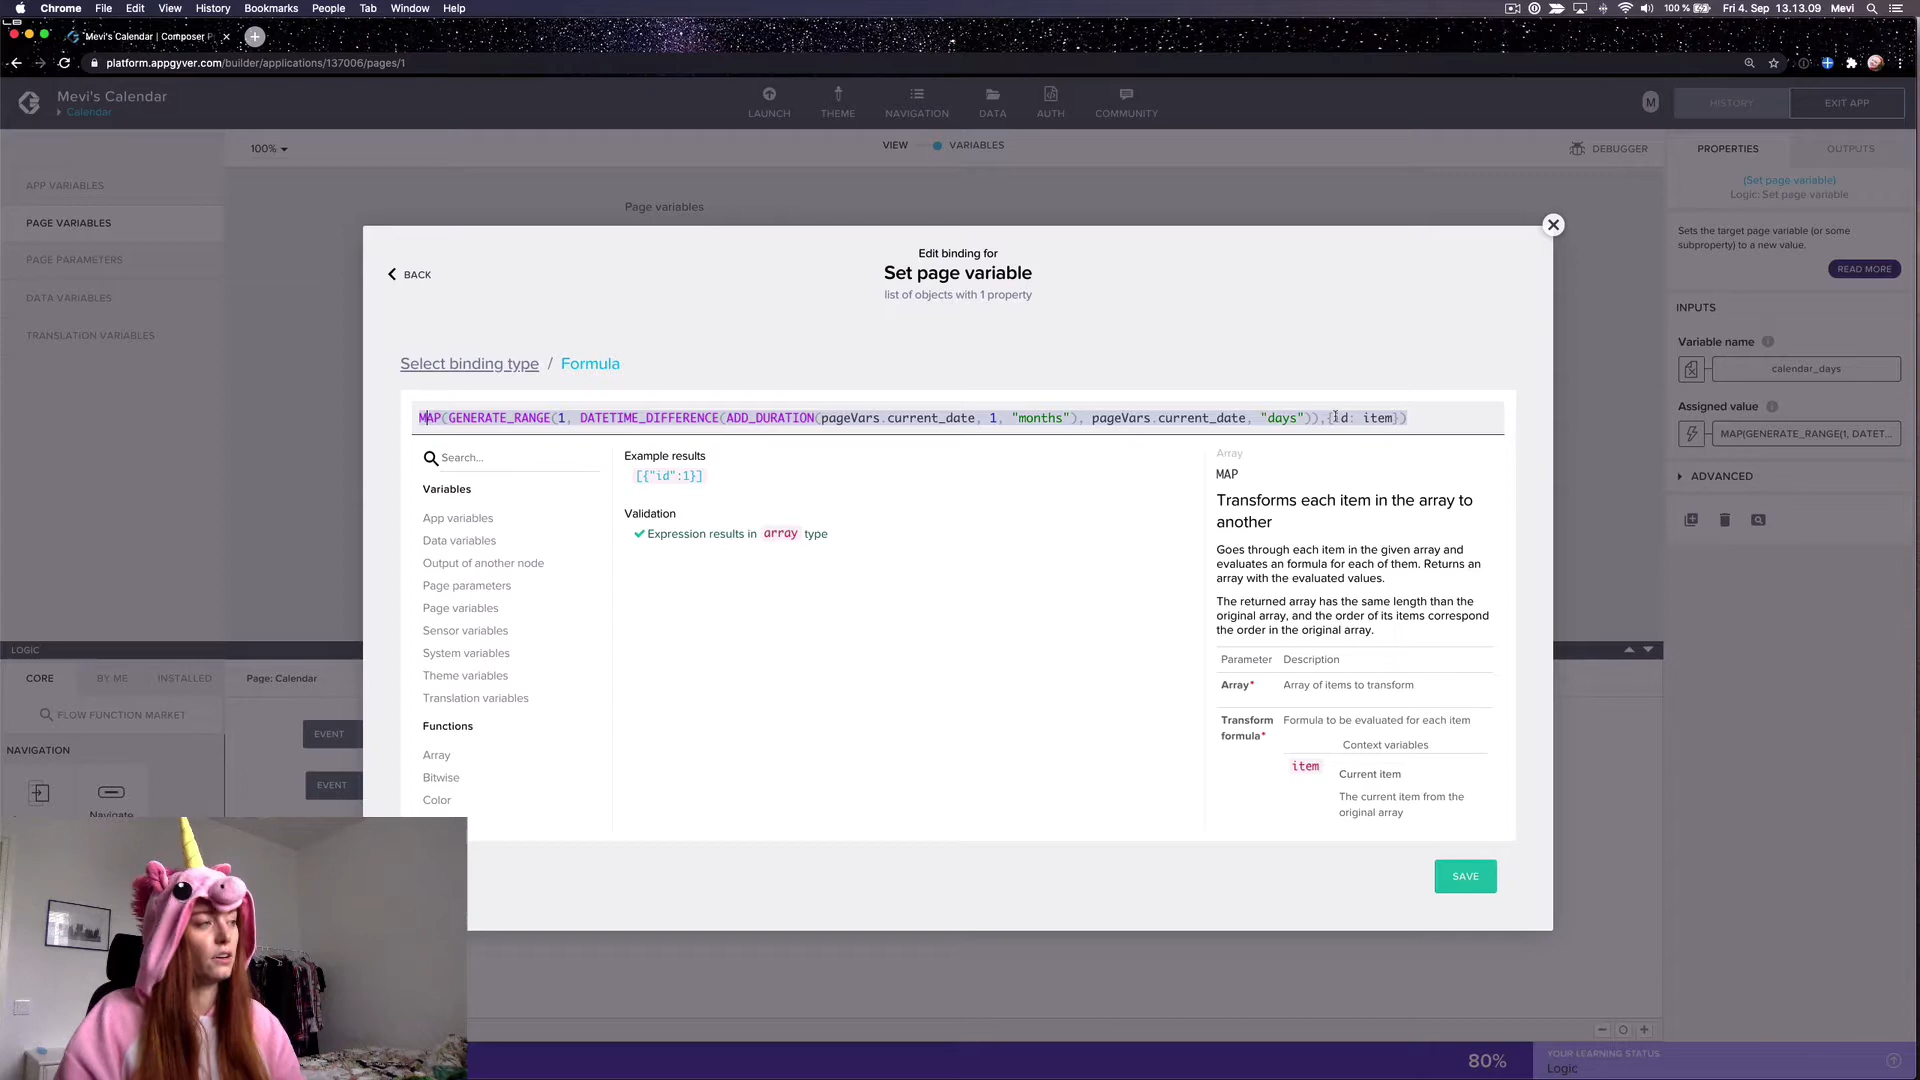 Chrome File Edit View History Bookmarks People Tab Window Help
100 % Fri 4. Sep 13.13.09 Mevi
Mevi's Calendar | Composer P
platform.appgyver.com/builder/applications/137006/pages/1
Mevi's Calendar
Calendar
LAUNCH THEME NAVIGATION DATA AUTH COMMUNITY
M HISTORY EXIT APP
100% VIEW VARIABLES DEBUGGER
PROPERTIES OUTPUTS
APP VARIABLES
PAGE VARIABLES
PAGE PARAMETERS
DATA VARIABLES
TRANSLATION VARIABLES
Page variables
(Set page variable)
Logic: Set page variable
Sets the target page variable (or some
subproperty) to a new value.
READ MORE
INPUTS
Variable name
calendar_days
Assigned value
MAP(GENERATE_RANGE(1, DATET...
ADVANCED
BACK
Edit binding for
Set page variable
list of objects with 1 property
Select binding type / Formula
MAP(GENERATE_RANGE(1, DATETIME_DIFFERENCE(ADD_DURATION(pageVars.current_date, 1, "months"), pageVars.current_date, "days")),{id: item})
Search...
Variables
App variables
Data variables
Output of another node
Page parameters
Page variables
Sensor variables
System variables
Theme variables
Translation variables
Functions
Array
Bitwise
Color
Example results
[{"id":1}]
Validation
Expression results in array type
Array
MAP
Transforms each item in the array to
another
Goes through each item in the given array and
evaluates an formula for each of them. Returns an
array with the evaluated values.
The returned array has the same length than the
original array, and the order of its items correspond
the order in the original array.
Parameter Description
Array* Array of items to transform
Transform
formula*
Formula to be evaluated for each item
Context variables
item
Current item
The current item from the
original array
SAVE
LOGIC
CORE BY ME INSTALLED Page: Calendar
FLOW FUNCTION MARKET
NAVIGATION
EVENT
EVENT
Navigate
80%
YOUR LEARNING STATUS
Logic